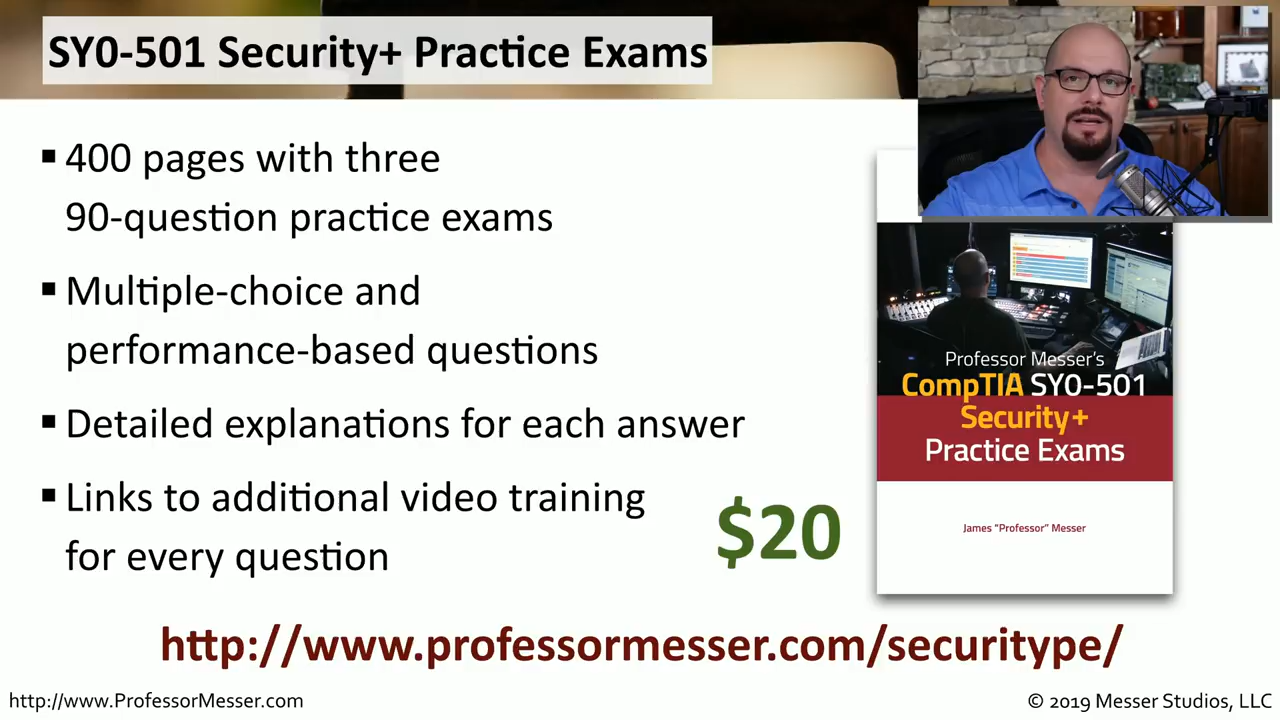 SY0-501 Security+ Practice Exams
▪ 400 pages with three
90-question practice exams
▪ Multiple-choice and
performance-based questions
▪ Detailed explanations for each answer
▪ Links to additional video training
for every question
$20
Professor Messer's
CompTIA SY0-501
Security+
Practice Exams
James "Professor" Messer
http://www.professormesser.com/securitype/
http://www.ProfessorMesser.com
© 2019 Messer Studios, LLC